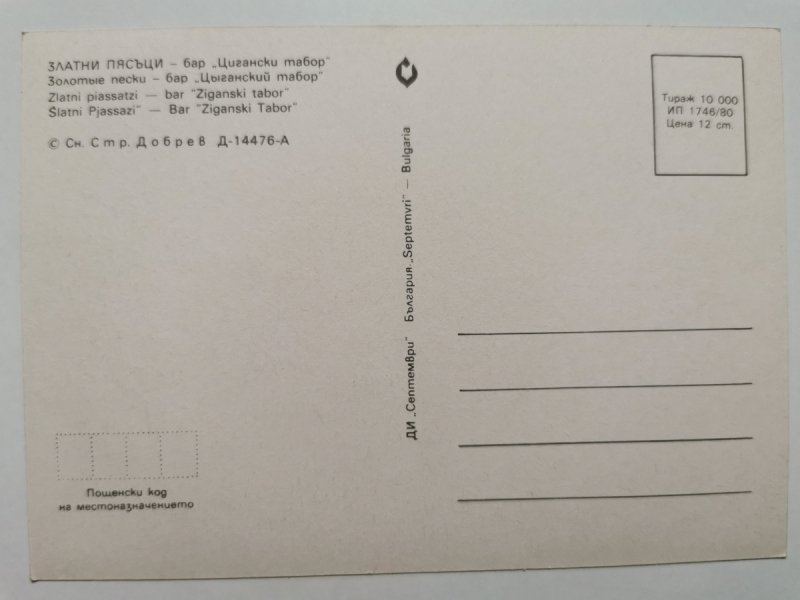 ЗЛАТНИ ПЯСЪЦИ – бар „Цигански табор"
Золотые пески – бар „Цыганский табор"
Zlatni piassatzi — bar "Ziganski tabor"
Šlatni Pjassazi" — Bar "Ziganski Tabor"
© Сн. Стр. Добрев Д-14476-А
Тираж 10 000
ИП 1746/80
Цена 12 ст.
ДИ „Септември" България „Septemvri" — Bulgaria
Пощенски код
на местоназначението